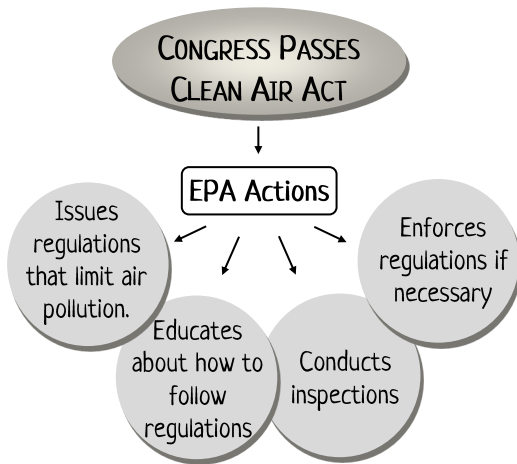 CONGRESS PASSES
CLEAN AIR ACT
EPA Actions
Issues
regulations
that limit air
pollution.
Educates
about how to
follow
regulations
Conducts
inspections
Enforces
regulations if
necessary